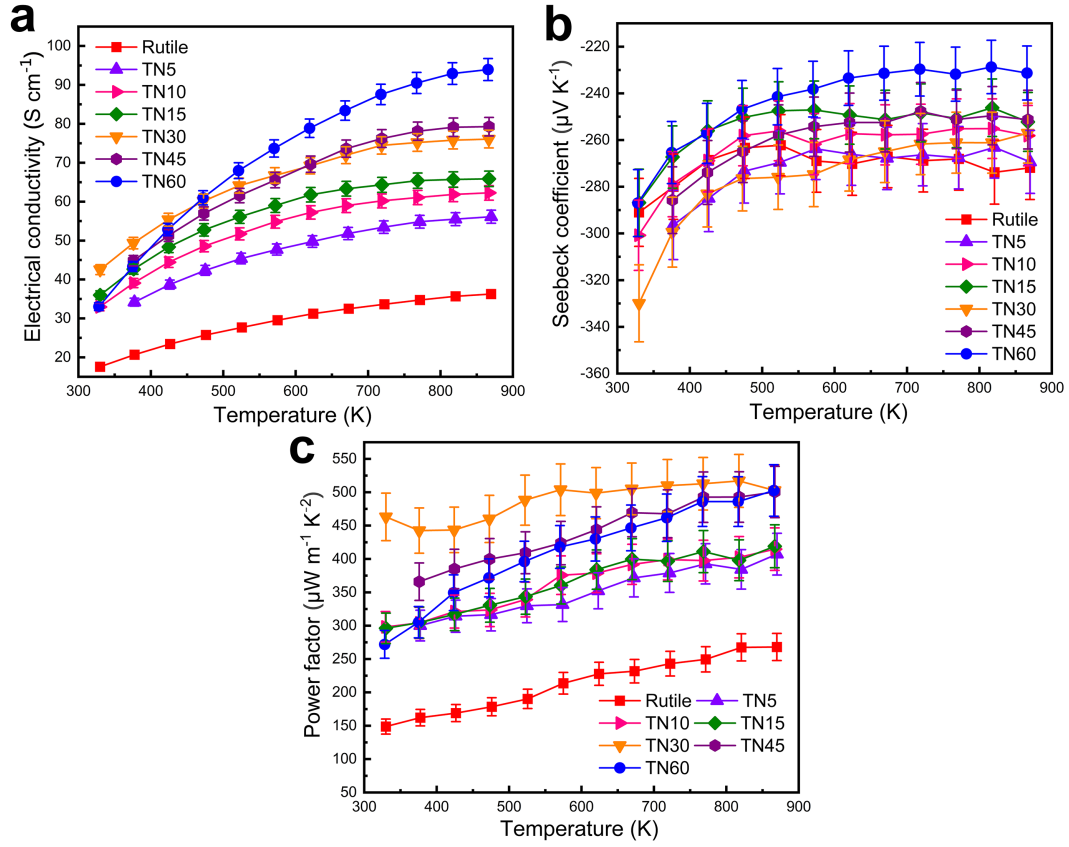 a
Electrical conductivity (S cm⁻¹)
100
90
80
70
60
50
40
30
20
Rutile
TN5
TN10
TN15
TN30
TN45
TN60
300 400 500 600 700 800 900
Temperature (K)
b
Seebeck coefficient (μV K⁻¹)
-220
-240
-260
-280
-300
-320
-340
-360
Rutile
TN5
TN10
TN15
TN30
TN45
TN60
300 400 500 600 700 800 900
Temperature (K)
c
Power factor (μW m⁻¹ K⁻²)
550
500
450
400
350
300
250
200
150
100
50
Rutile TN5
TN10 TN15
TN30 TN45
TN60
300 400 500 600 700 800 900
Temperature (K)